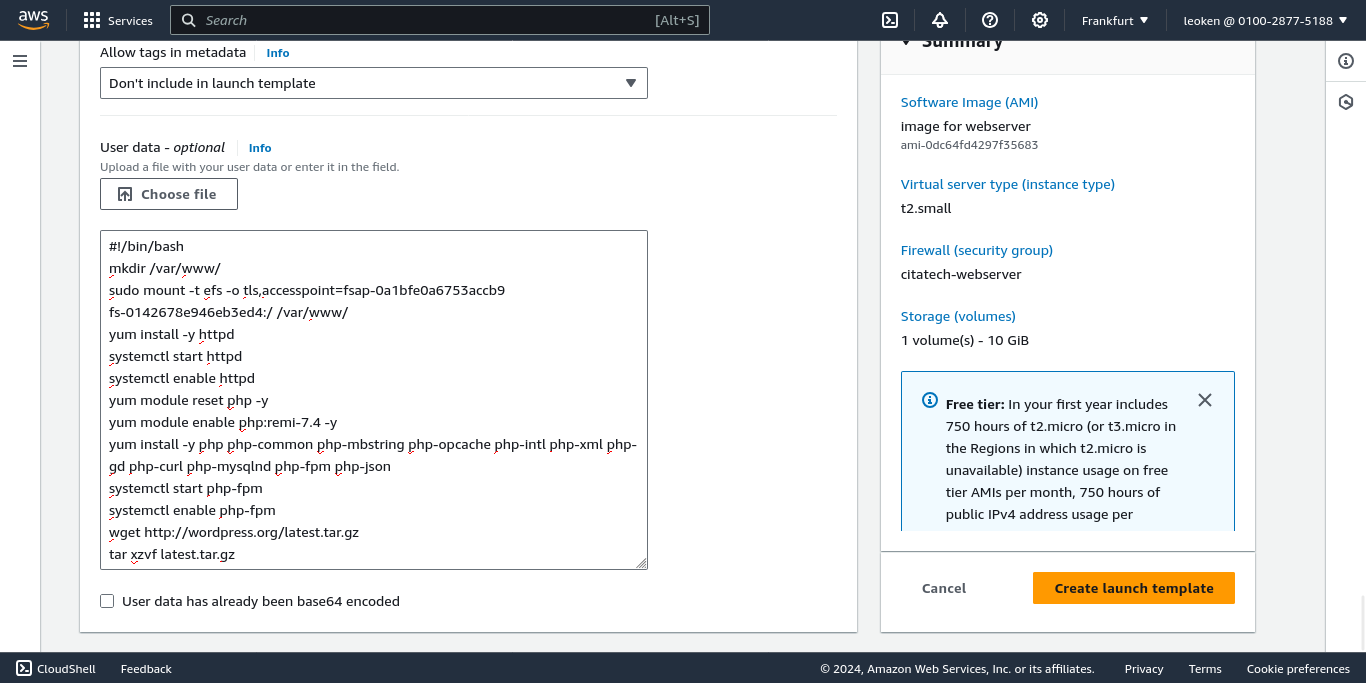 aws
Services
Search [Alt+S]
Frankfurt
leoken @ 0100-2877-5188
Allow tags in metadata
Info
Don't include in launch template
User data - optional
Info
Upload a file with your user data or enter it in the field.
Choose file
#!/bin/bash
mkdir /var/www/
sudo mount -t efs -o tls,accesspoint=fsap-0a1bfe0a6753accb9
fs-0142678e946eb3ed4:/ /var/www/
yum install -y httpd
systemctl start httpd
systemctl enable httpd
yum module reset php -y
yum module enable php:remi-7.4 -y
yum install -y php php-common php-mbstring php-opcache php-intl php-xml php-
gd php-curl php-mysqlnd php-fpm php-json
systemctl start php-fpm
systemctl enable php-fpm
wget http://wordpress.org/latest.tar.gz
tar xzvf latest.tar.gz
User data has already been base64 encoded
Summary
Software Image (AMI)
image for webserver
ami-0dc64fd4297f35683
Virtual server type (instance type)
t2.small
Firewall (security group)
citatech-webserver
Storage (volumes)
1 volume(s) - 10 GiB
Free tier: In your first year includes
750 hours of t2.micro (or t3.micro in
the Regions in which t2.micro is
unavailable) instance usage on free
tier AMIs per month, 750 hours of
public IPv4 address usage per
Cancel
Create launch template
CloudShell
Feedback
© 2024, Amazon Web Services, Inc. or its affiliates.
Privacy
Terms
Cookie preferences